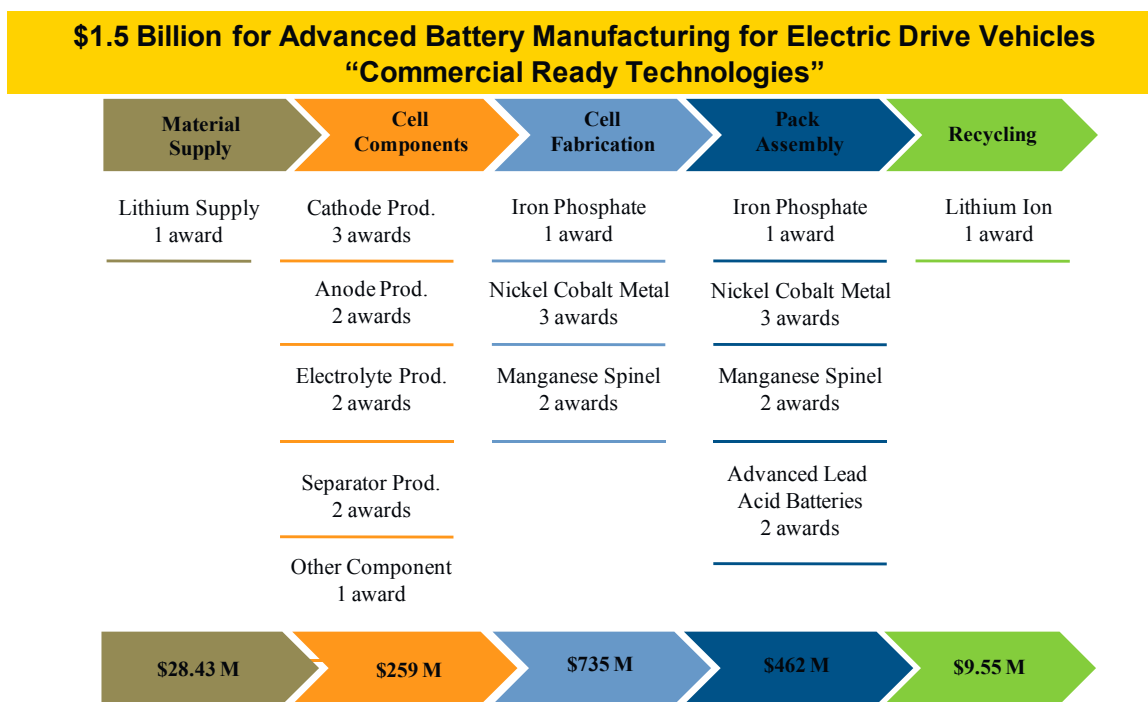 $1.5 Billion for Advanced Battery Manufacturing for Electric Drive Vehicles
“Commercial Ready Technologies”
Material
Supply
Cell
Components
Cell
Fabrication
Pack
Assembly
Recycling
Lithium Supply
1 award
Cathode Prod.
3 awards
Anode Prod.
2 awards
Electrolyte Prod.
2 awards
Separator Prod.
2 awards
Other Component
1 award
Iron Phosphate
1 award
Nickel Cobalt Metal
3 awards
Manganese Spinel
2 awards
Iron Phosphate
1 award
Nickel Cobalt Metal
3 awards
Manganese Spinel
2 awards
Advanced Lead
Acid Batteries
2 awards
Lithium Ion
1 award
$28.43 M
$259 M
$735 M
$462 M
$9.55 M